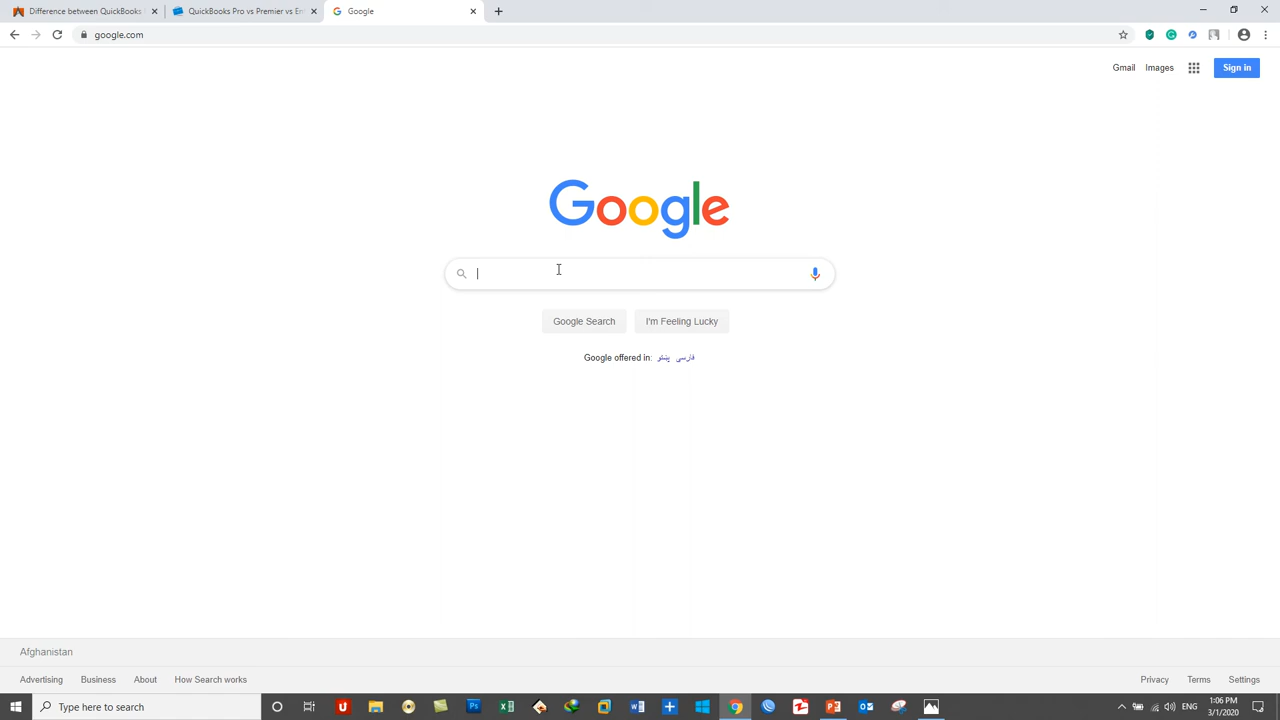 Difference between QuickBooks
QuickBooks Pro vs Premier vs Ent
Google
google.com
Gmail Images Sign in
Google
Google Search I'm Feeling Lucky
Google offered in: فارسی پښتو
Afghanistan
Advertising Business About How Search works
Privacy Terms Settings
Type here to search
ENG
1:06 PM
3/1/2020